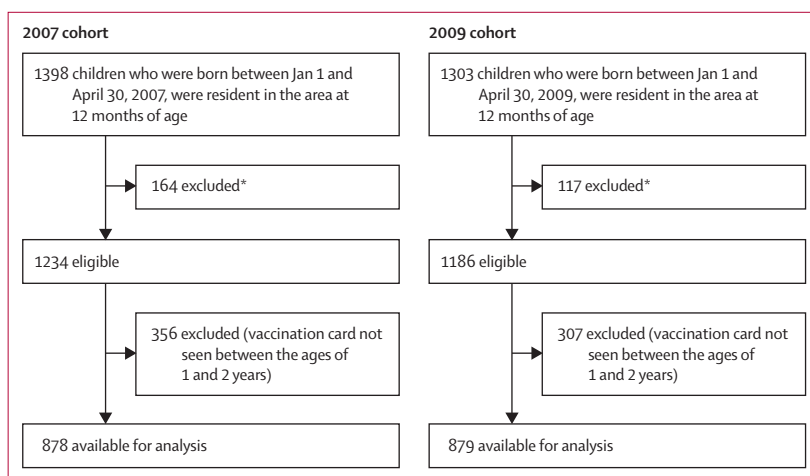 2007 cohort
1398 children who were born between Jan 1 and
April 30, 2007, were resident in the area at
12 months of age
164 excluded*
1234 eligible
356 excluded (vaccination card not
seen between the ages of
1 and 2 years)
878 available for analysis
2009 cohort
1303 children who were born between Jan 1 and
April 30, 2009, were resident in the area at
12 months of age
117 excluded*
1186 eligible
307 excluded (vaccination card not
seen between the ages of
1 and 2 years)
879 available for analysis